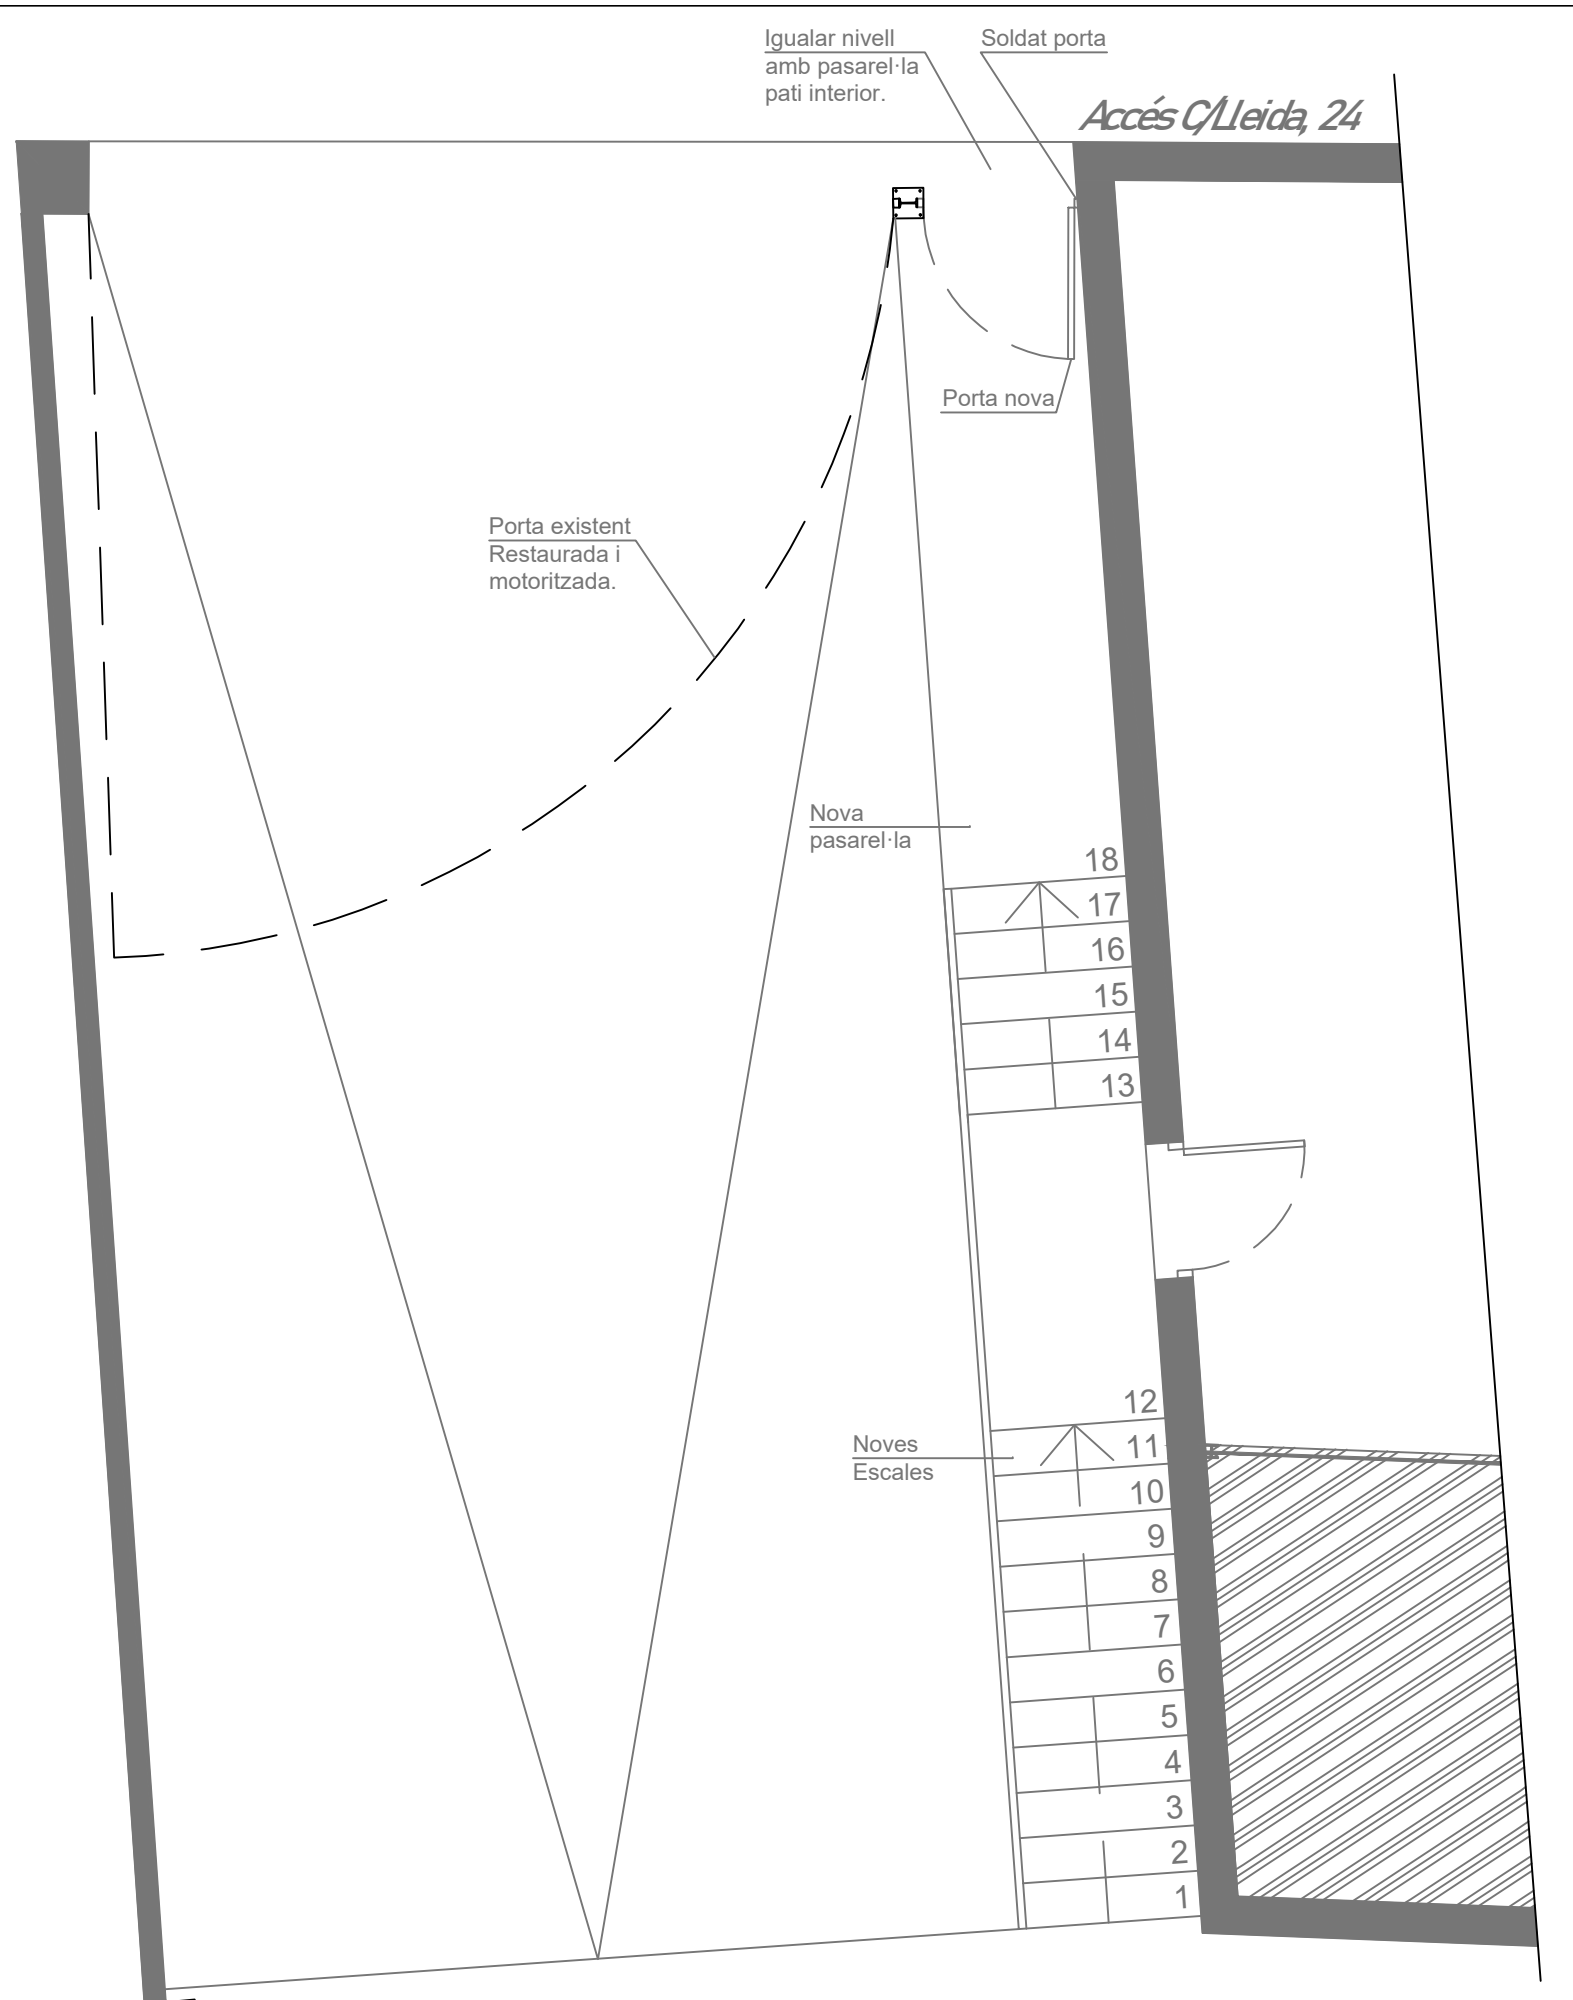 Igualar nivell
amb pasarel·la
pati interior.
Soldat porta
Accés C/Lleida, 24
Porta nova
Porta existent
Restaurada i
motoritzada.
Nova
pasarel·la
18
17
16
15
14
13
12
11
10
9
8
7
6
5
4
3
2
1
Noves
Escales